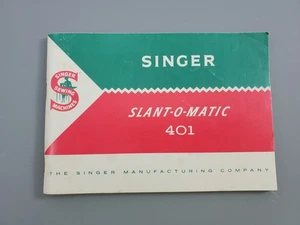 SINGER
SINGER
SEWING
MACHINES
SLANT-O-MATIC
401
THE SINGER MANUFACTURING COMPANY